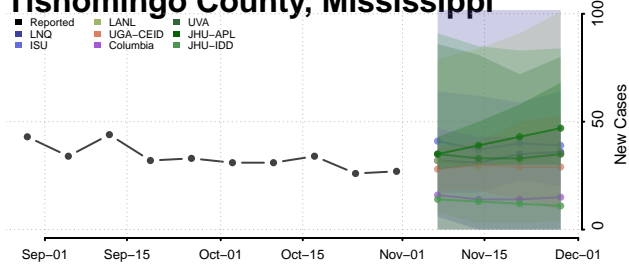 Tishomingo County, Mississippi
Reported LANL UVA
LNQ UGA−CEID JHU−APL
ISU Columbia JHU−IDD
100
50
0
New Cases
Sep−01 Sep−15 Oct−01 Oct−15 Nov−01 Nov−15 Dec−01